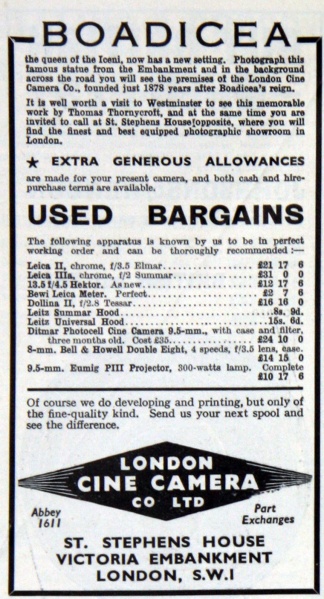 BOADICEA
the queen of the Iceni, now has a new setting. Photograph this
famous statue from the Embankment and in the background
across the road you will see the premises of the London Cine
Camera Co., founded just 1878 years after Boadicea's reign.
It is well worth a visit to Westminster to see this memorable
work by Thomas Thornycroft, and at the same time you are
invited to call at St. Stephens House opposite, where you will
find the finest and best equipped photographic showroom in
London.
★ EXTRA GENEROUS ALLOWANCES
are made for your present camera, and both cash and hire-
purchase terms are available.
USED BARGAINS
The following apparatus is known by us to be in perfect
working order and can be thoroughly recommended :—
Leica II, chrome, f/3.5 Elmar.................. £21 17 6
Leica IIIa, chrome, f/2 Summar................ £31 0 0
13.5 f/4.5 Hektor. As new...................... £12 17 6
Bewi Leica Meter. Perfect...................... £2 7 6
Dollina II, f/2.8 Tessar........................ £16 16 0
Leitz Summar Hood............................8s. 9d.
Leitz Universal Hood..........................15s. 6d.
Ditmar Photocell Cine Camera 9.5-mm., with case and filter,
three months old. Cost £35.......... £24 10 0
8-mm. Bell & Howell Double Eight, 4 speeds, f/3.5 lens, case.
£14 15 0
9.5-mm. Eumig PIII Projector, 300-watts lamp. Complete
£10 17 6
Of course we do developing and printing, but only of
the fine-quality kind. Send us your next spool and
see the difference.
LONDON
CINE CAMERA
CO LTD
Abbey
1611
Part
Exchanges
ST. STEPHENS HOUSE
VICTORIA EMBANKMENT
LONDON, S.W.1